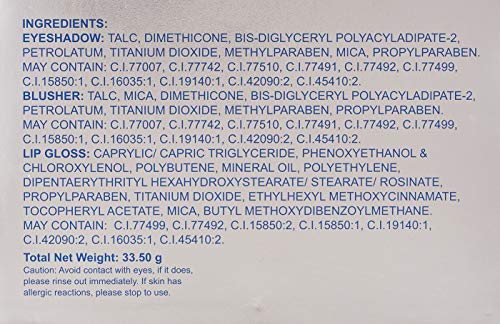 INGREDIENTS:
EYESHADOW: TALC, DIMETHICONE, BIS-DIGLYCERYL POLYACYLADIPATE-2,
PETROLATUM, TITANIUM DIOXIDE, METHYLPARABEN, MICA, PROPYLPARABEN.
MAY CONTAIN: C.I.77007, C.I.77742, C.I.77510, C.I.77491, C.I.77492, C.I.77499,
C.I.15850:1, C.I.16035:1, C.I.19140:1, C.I.42090:2, C.I.45410:2.
BLUSHER: TALC, MICA, DIMETHICONE, BIS-DIGLYCERYL POLYACYLADIPATE-2,
PETROLATUM, TITANIUM DIOXIDE, METHYLPARABEN, PROPYLPARABEN.
MAY CONTAIN: C.I.77007, C.I.77742, C.I.77510, C.I.77491, C.I.77492, C.I.77499,
C.I.15850:1, C.I.16035:1, C.I.19140:1, C.I.42090:2, C.I.45410:2.
LIP GLOSS: CAPRYLIC/ CAPRIC TRIGLYCERIDE, PHENOXYETHANOL &
CHLOROXYLENOL, POLYBUTENE, MINERAL OIL, POLYETHYLENE,
DIPENTAERYTHRITYL HEXAHYDROXYSTEARATE/ STEARATE/ ROSINATE,
PROPYLPARABEN, TITANIUM DIOXIDE, ETHYLHEXYL METHOXYCINNAMATE,
TOCOPHERYL ACETATE, MICA, BUTYL METHOXYDIBENZOYLMETHANE.
MAY CONTAIN: C.I.77499, C.I.77492, C.I.15850:2, C.I.15850:1, C.I.19140:1,
C.I.42090:2, C.I.16035:1, C.I.45410:2.
Total Net Weight: 33.50 g
Caution: Avoid contact with eyes, if it does,
please rinse out immediately. If skin has
allergic reactions, please stop to use.